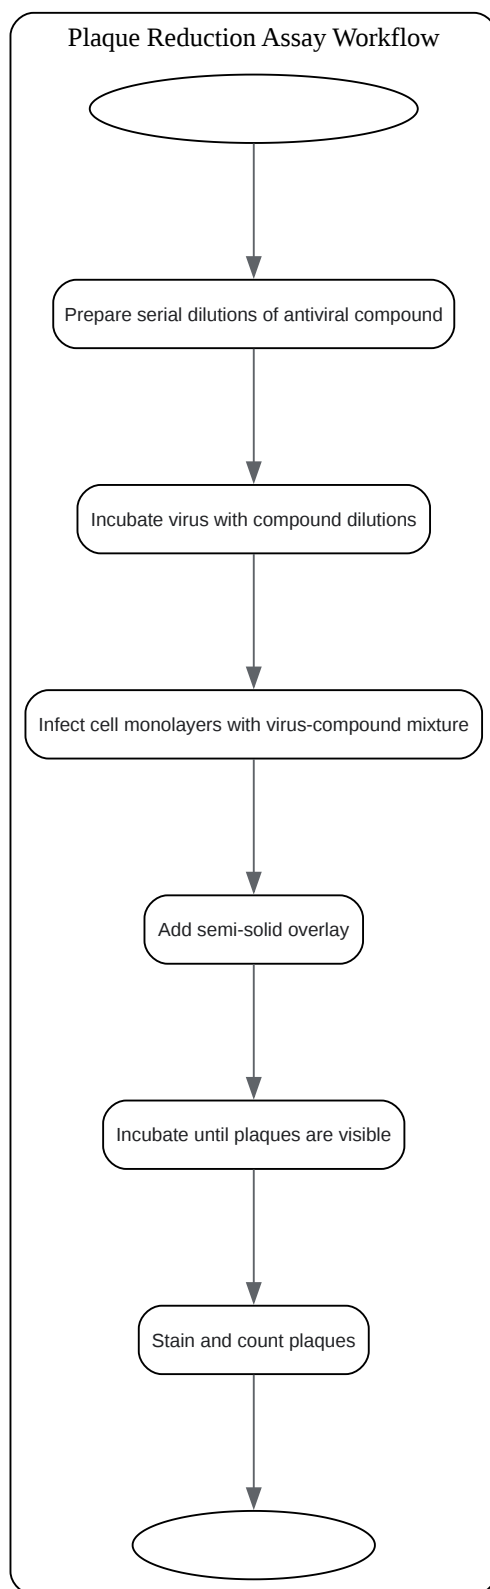 Plaque Reduction Assay Workflow
Prepare serial dilutions of antiviral compound
Incubate virus with compound dilutions
Infect cell monolayers with virus-compound mixture
Add semi-solid overlay
Incubate until plaques are visible
Stain and count plaques